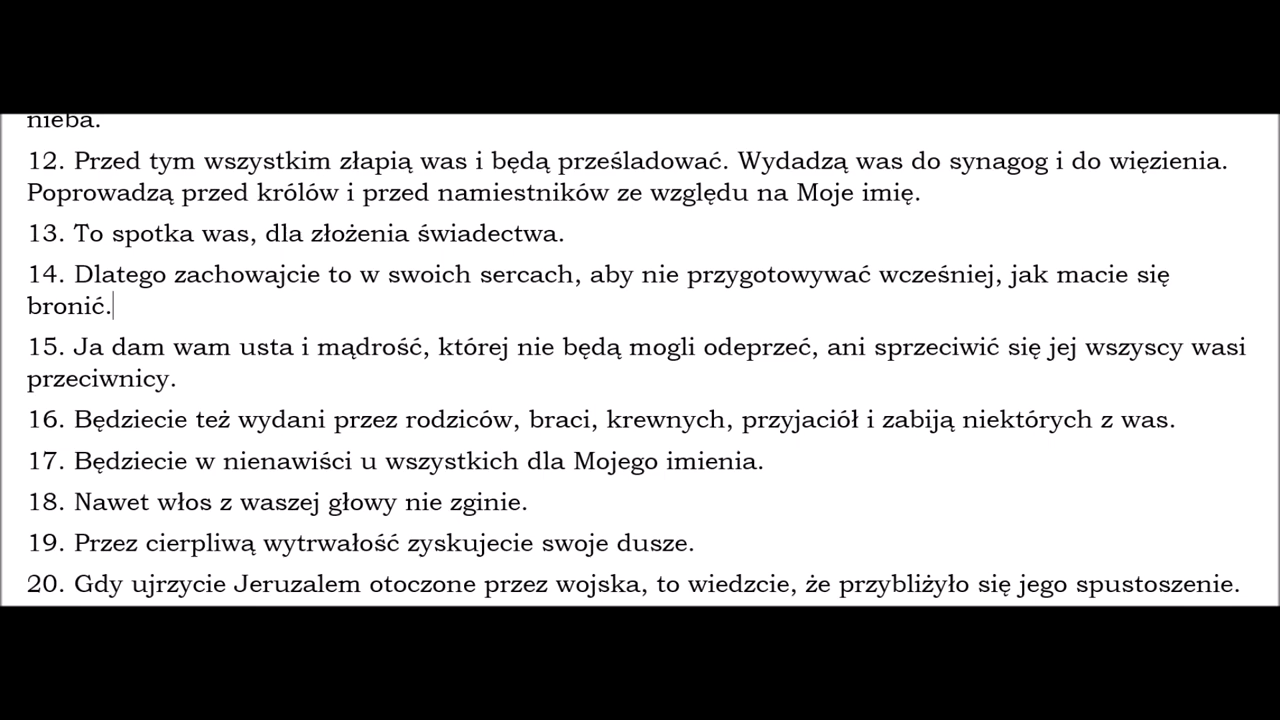 nieba.
12. Przed tym wszystkim złapią was i będą prześladować. Wydadzą was do synagog i do więzienia.
Poprowadzą przed królów i przed namiestników ze względu na Moje imię.
13. To spotka was, dla złożenia świadectwa.
14. Dlatego zachowajcie to w swoich sercach, aby nie przygotowywać wcześniej, jak macie się
bronić.
15. Ja dam wam usta i mądrość, której nie będą mogli odeprzeć, ani sprzeciwić się jej wszyscy wasi
przeciwnicy.
16. Będziecie też wydani przez rodziców, braci, krewnych, przyjaciół i zabiją niektórych z was.
17. Będziecie w nienawiści u wszystkich dla Mojego imienia.
18. Nawet włos z waszej głowy nie zginie.
19. Przez cierpliwą wytrwałość zyskujecie swoje dusze.
20. Gdy ujrzycie Jeruzalem otoczone przez wojska, to wiedzcie, że przybliżyło się jego spustoszenie.